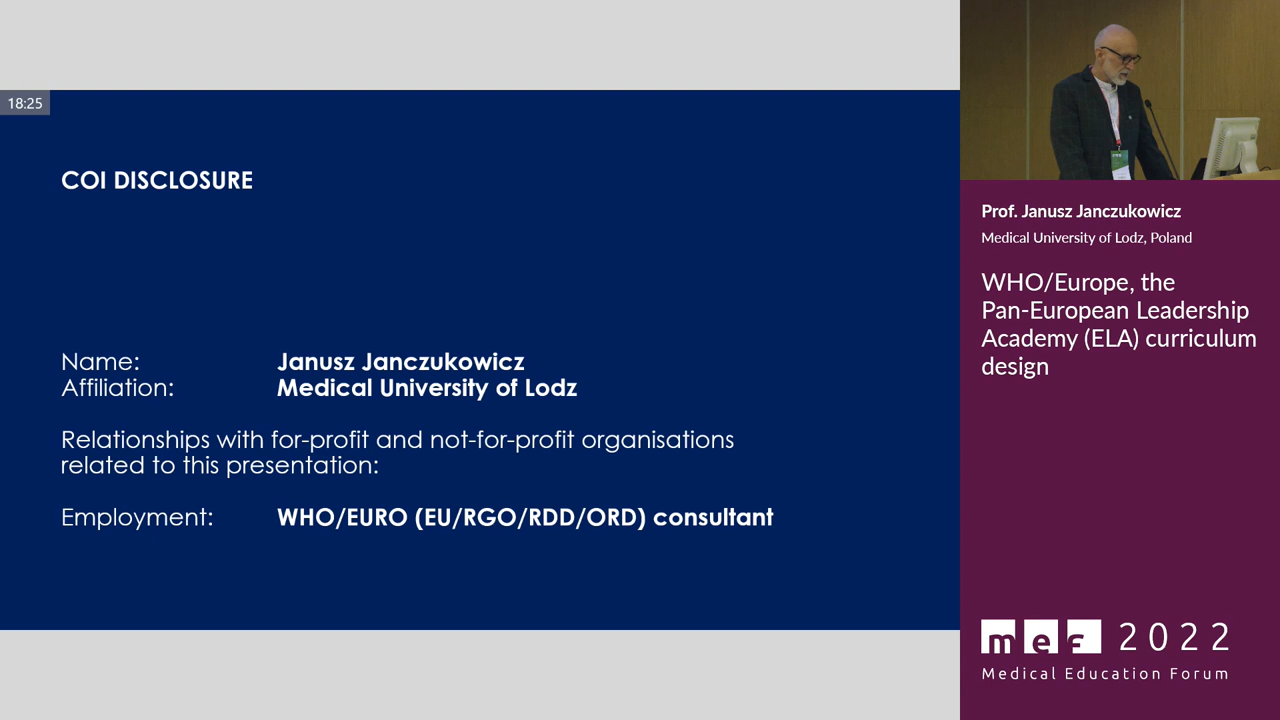 18:25
COI DISCLOSURE
Name: Janusz Janczukowicz
Affiliation: Medical University of Lodz
Relationships with for-profit and not-for-profit organisations
related to this presentation:
Employment: WHO/EURO (EU/RGO/RDD/ORD) consultant
Prof. Janusz Janczukowicz
Medical University of Lodz, Poland
WHO/Europe, the
Pan-European Leadership
Academy (ELA) curriculum
design
mef 2022
Medical Education Forum